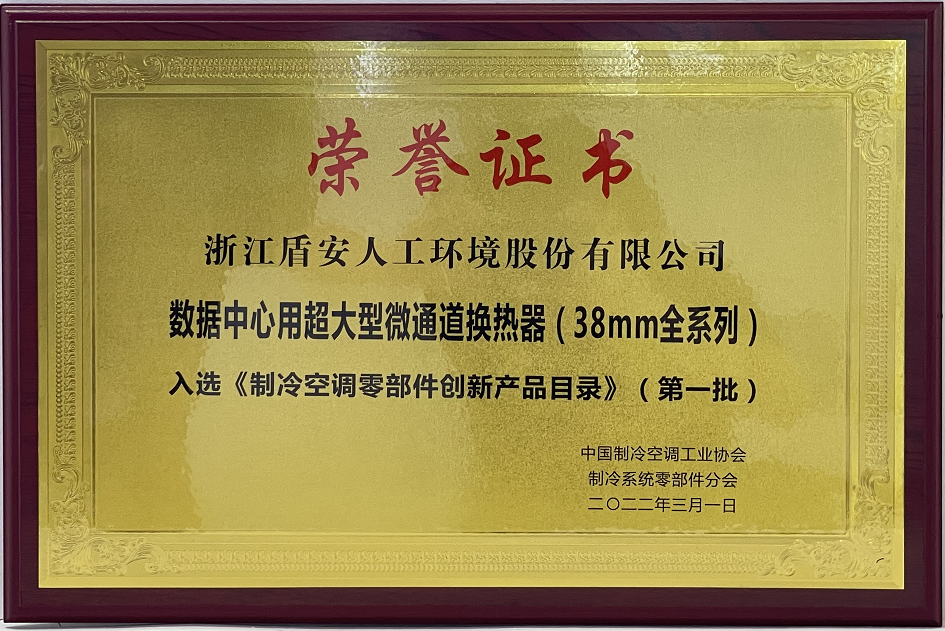 荣誉证书
浙江盾安人工环境股份有限公司
数据中心用超大型微通道换热器（38mm全系列）
入选《制冷空调零部件创新产品目录》（第一批）
中国制冷空调工业协会
制冷系统零部件分会
二〇二二年三月一日